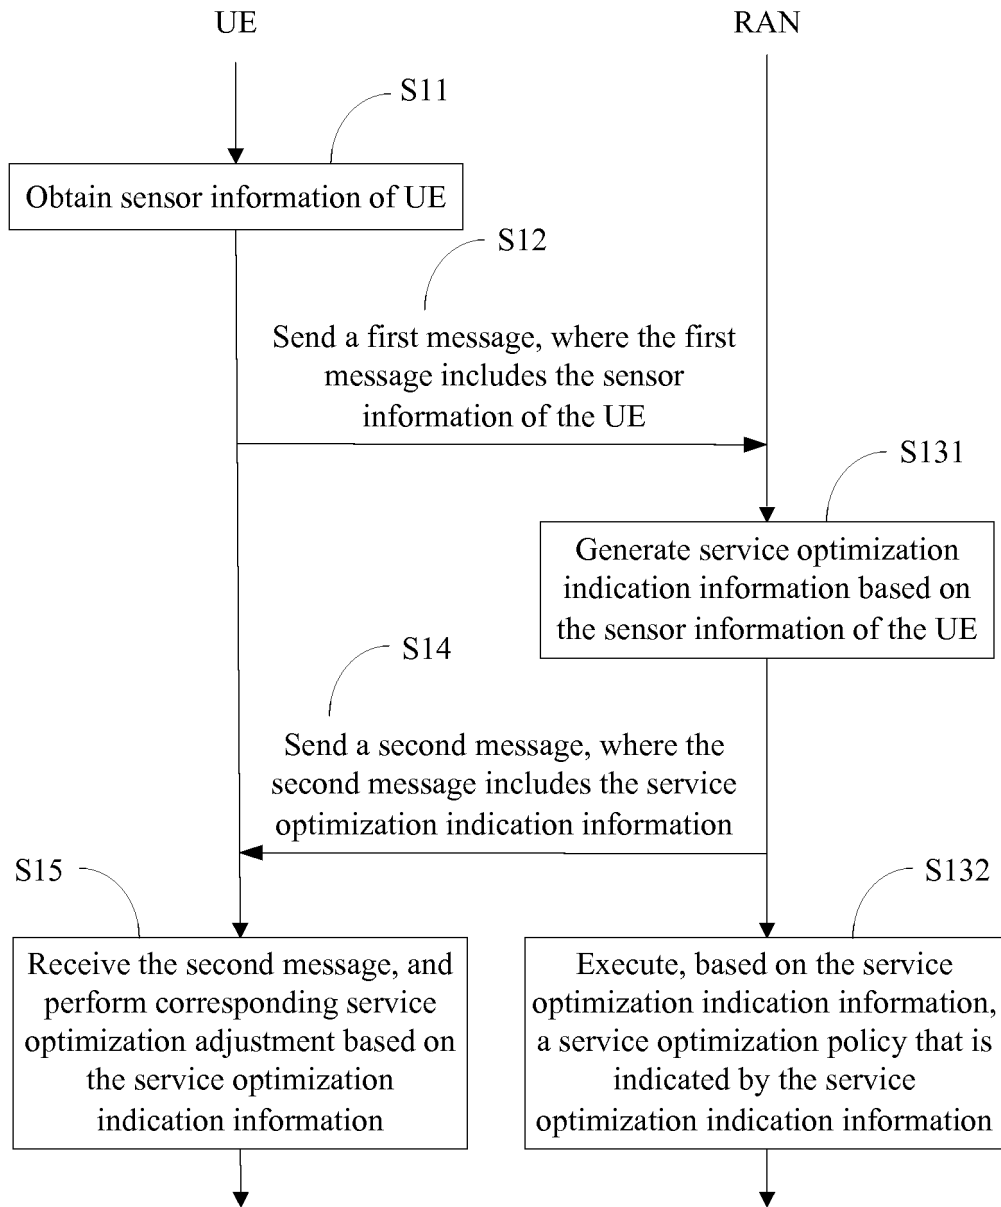 UE
RAN
S11
Obtain sensor information of UE
S12
Send a first message, where the first
message includes the sensor
information of the UE
S131
Generate service optimization
indication information based on
the sensor information of the UE
S14
Send a second message, where the
second message includes the service
optimization indication information
S15
Receive the second message, and
perform corresponding service
optimization adjustment based on
the service optimization
indication information
S132
Execute, based on the service
optimization indication information,
a service optimization policy that is
indicated by the service
optimization indication information